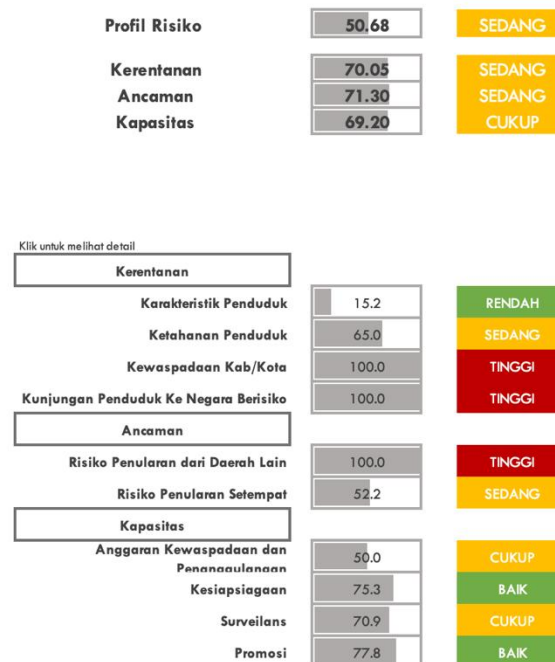 Profil Risiko 50.68 SEDANG
Kerentanan 70.05 SEDANG
Ancaman 71.30 SEDANG
Kapasitas 69.20 CUKUP
Klik untuk melihat detail
Kerentanan
Karakteristik Penduduk 15.2 RENDAH
Ketahanan Penduduk 65.0 SEDANG
Kewaspadaan Kab/Kota 100.0 TINGGI
Kunjungan Penduduk Ke Negara Berisiko 100.0 TINGGI
Ancaman
Risiko Penularan dari Daerah Lain 100.0 TINGGI
Risiko Penularan Setempat 52.2 SEDANG
Kapasitas
Anggaran Kewaspadaan dan
Penanggulangan 50.0 CUKUP
Kesiapsiagaan 75.3 BAIK
Surveilans 70.9 CUKUP
Promosi 77.8 BAIK